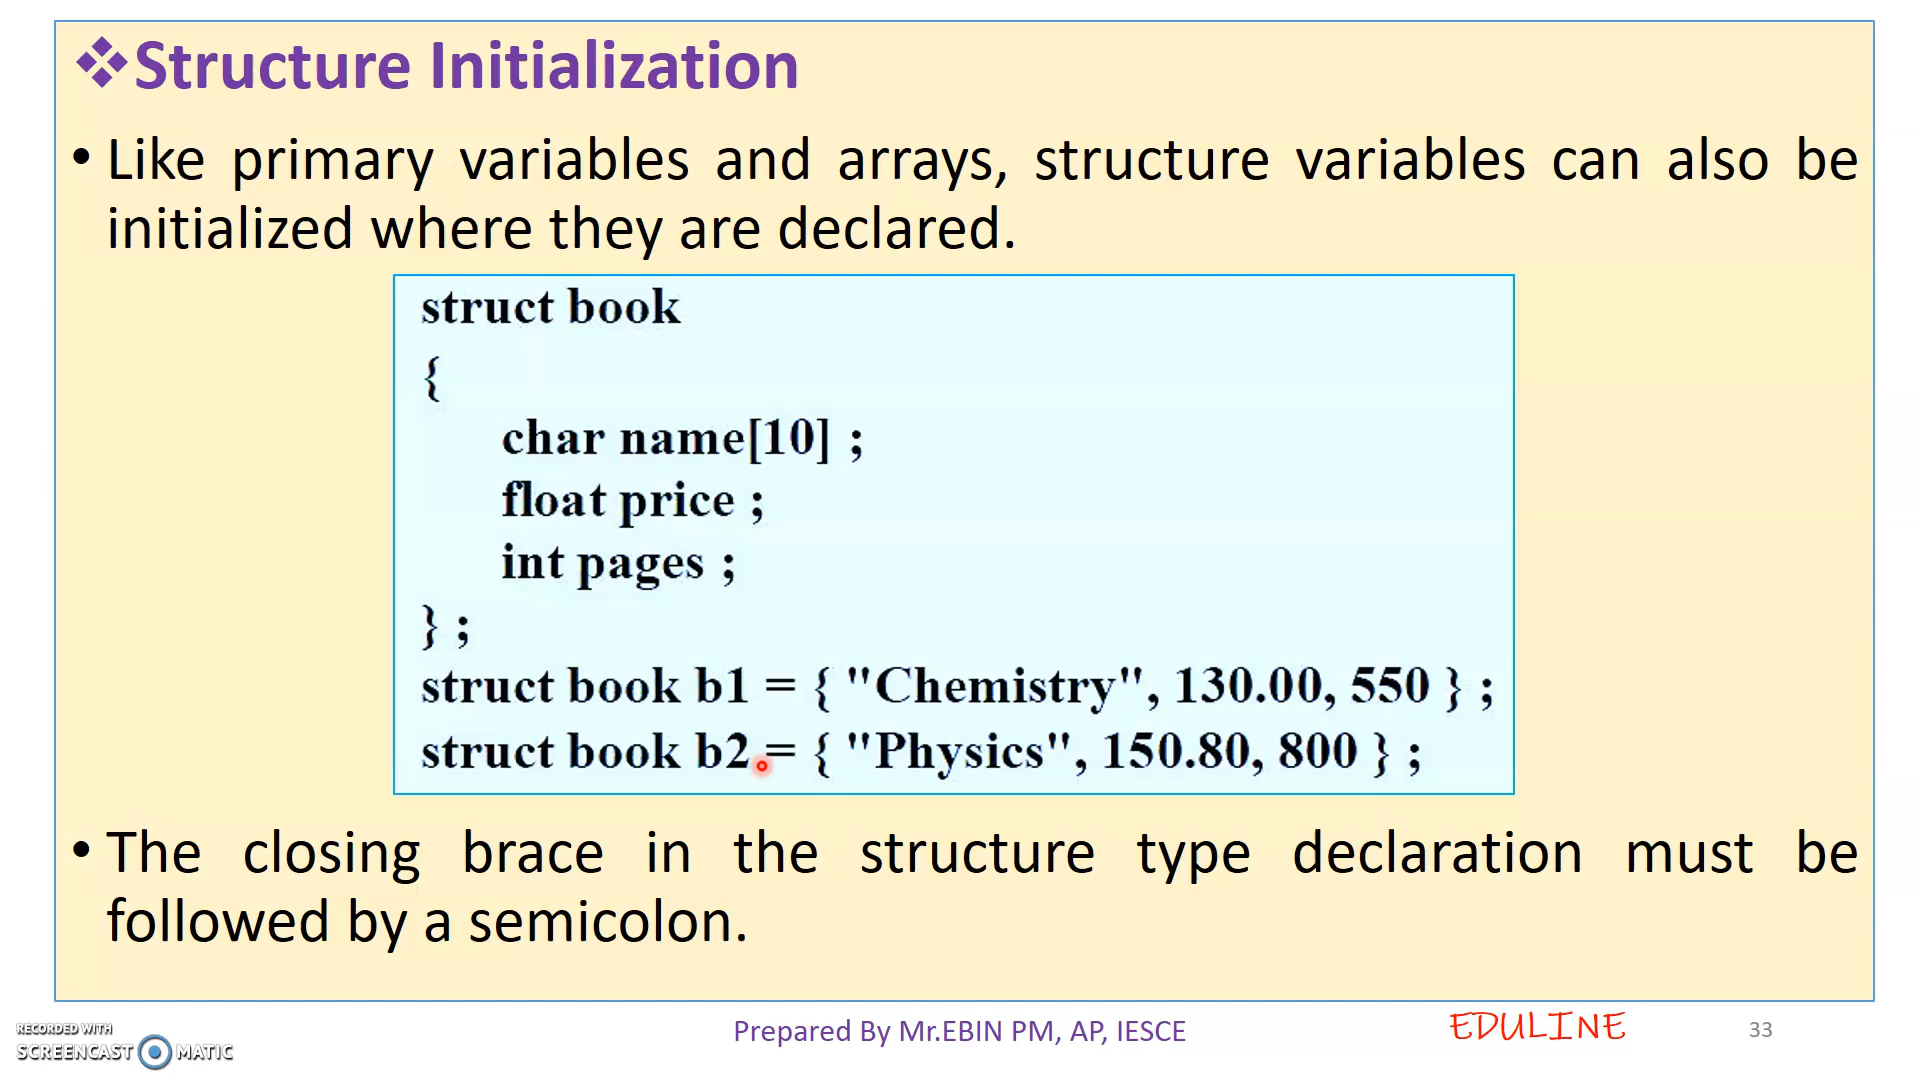 ❖Structure Initialization
• Like primary variables and arrays, structure variables can also be
initialized where they are declared.
struct book
{
char name[10] ;
float price ;
int pages ;
} ;
struct book b1 = { "Chemistry", 130.00, 550 } ;
struct book b2 = { "Physics", 150.80, 800 } ;
• The closing brace in the structure type declaration must be
followed by a semicolon.
RECORDED WITH
SCREENCAST MATIC
Prepared By Mr.EBIN PM, AP, IESCE
EDULINE
33